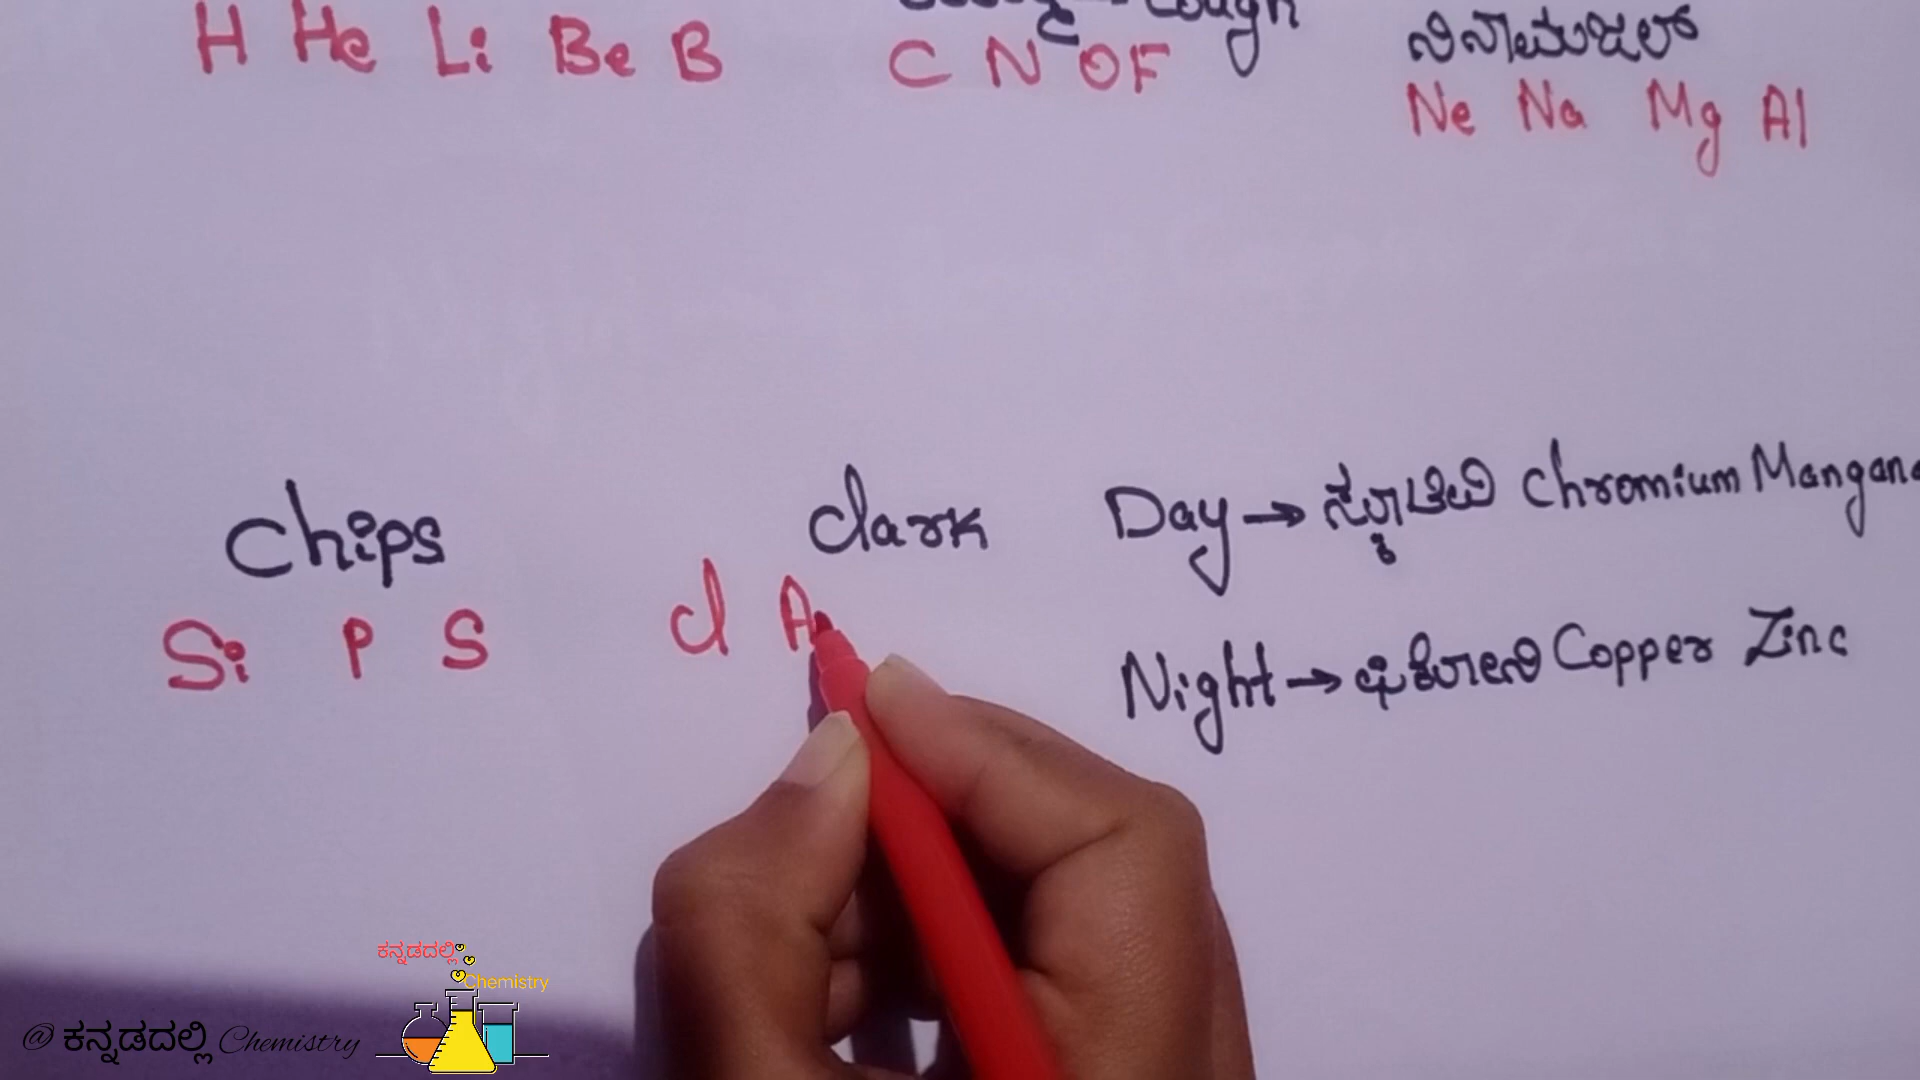 Cough
ನಿನಾಮಜಲ್
H He Li Be B
C N O F
Ne Na Mg Al
Chips
Clark
Day → Chromium
Si P S
Cl A
Night → Copper Zinc
ಕನ್ನಡದಲ್ಲಿ
Chemistry
@ ಕನ್ನಡದಲ್ಲಿ Chemistry